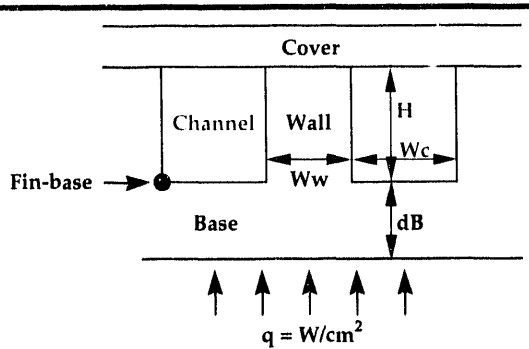 Cover
Channel
Wall
H
Wc
Ww
Fin-base
Base
dB
q = W/cm²